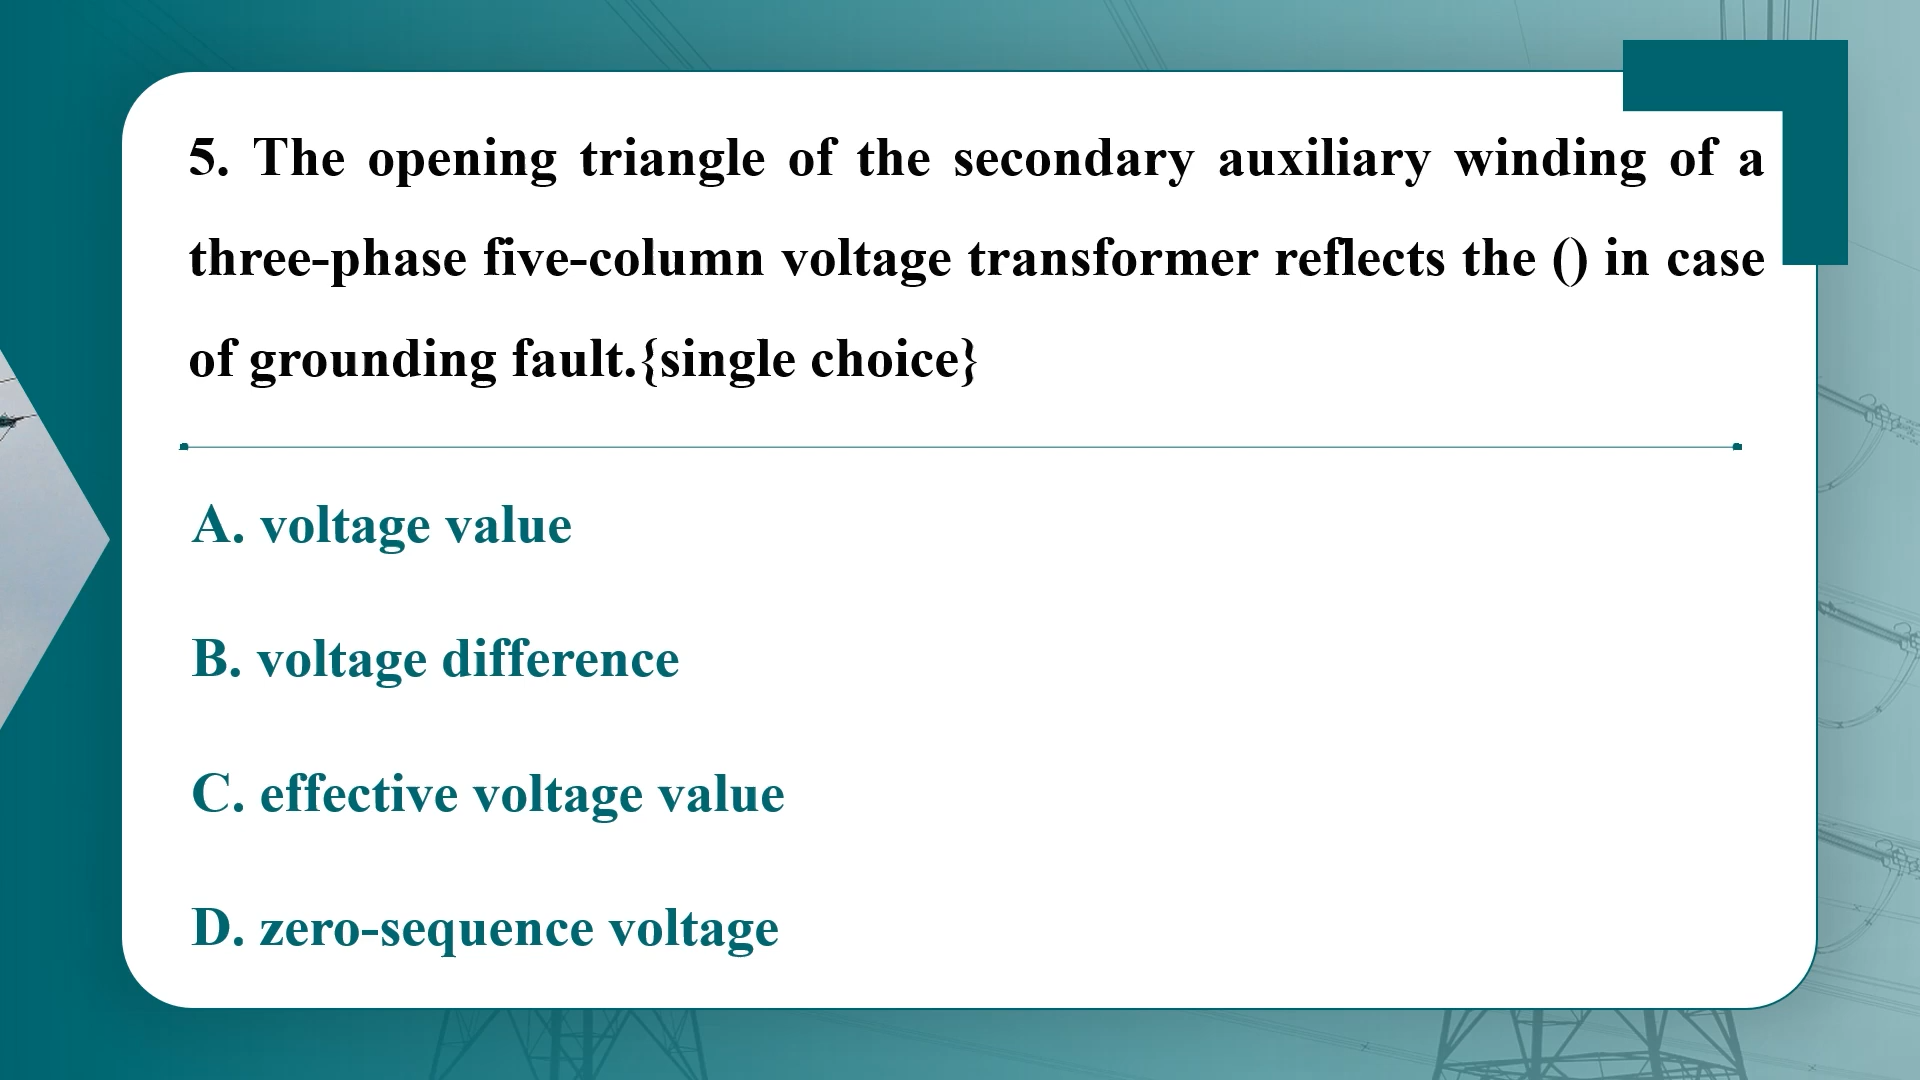 5. The opening triangle of the secondary auxiliary winding of a
three-phase five-column voltage transformer reflects the () in case
of grounding fault.{single choice}
A. voltage value
B. voltage difference
C. effective voltage value
D. zero-sequence voltage